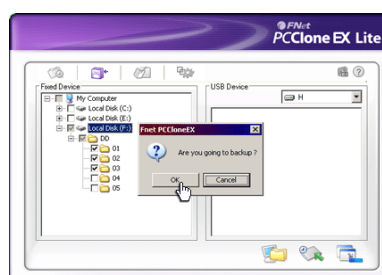 FNet
PCClone EX Lite
Fixed Device
USB Device
My Computer
Local Disk (C:)
Local Disk (E:)
Local Disk (F:)
DD
01
02
03
04
05
H
Fnet PCCloneEX
Are you going to backup ?
OK
Cancel